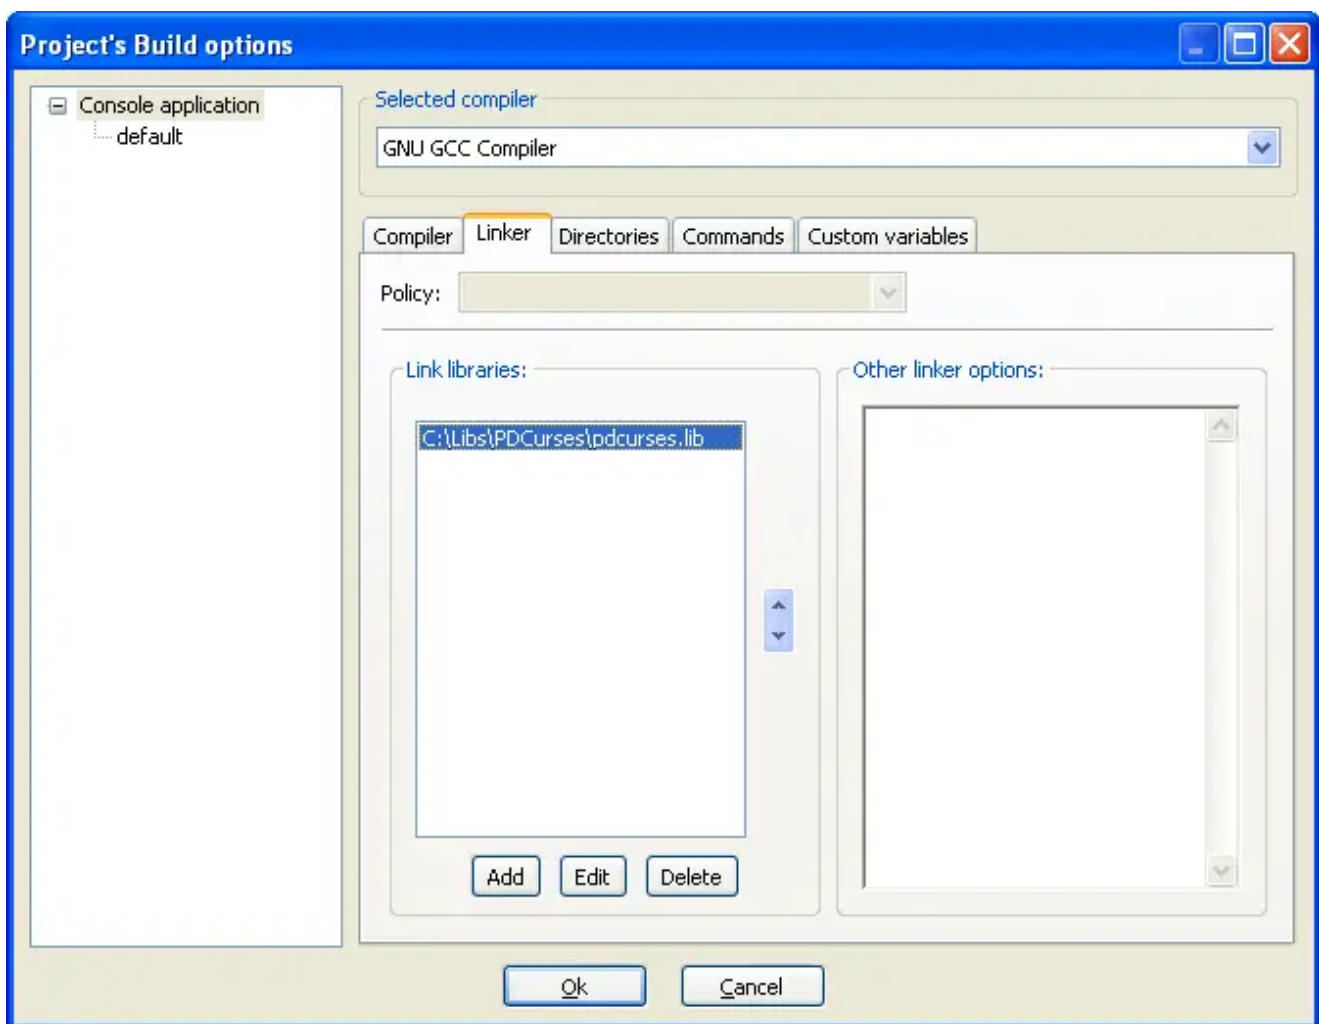 Project's Build options
Console application
default
Selected compiler
GNU GCC Compiler
Compiler Linker Directories Commands Custom variables
Policy:
Link libraries:
Other linker options:
C:\Libs\PDCurses\pdcurses.lib
Add Edit Delete
Ok Cancel